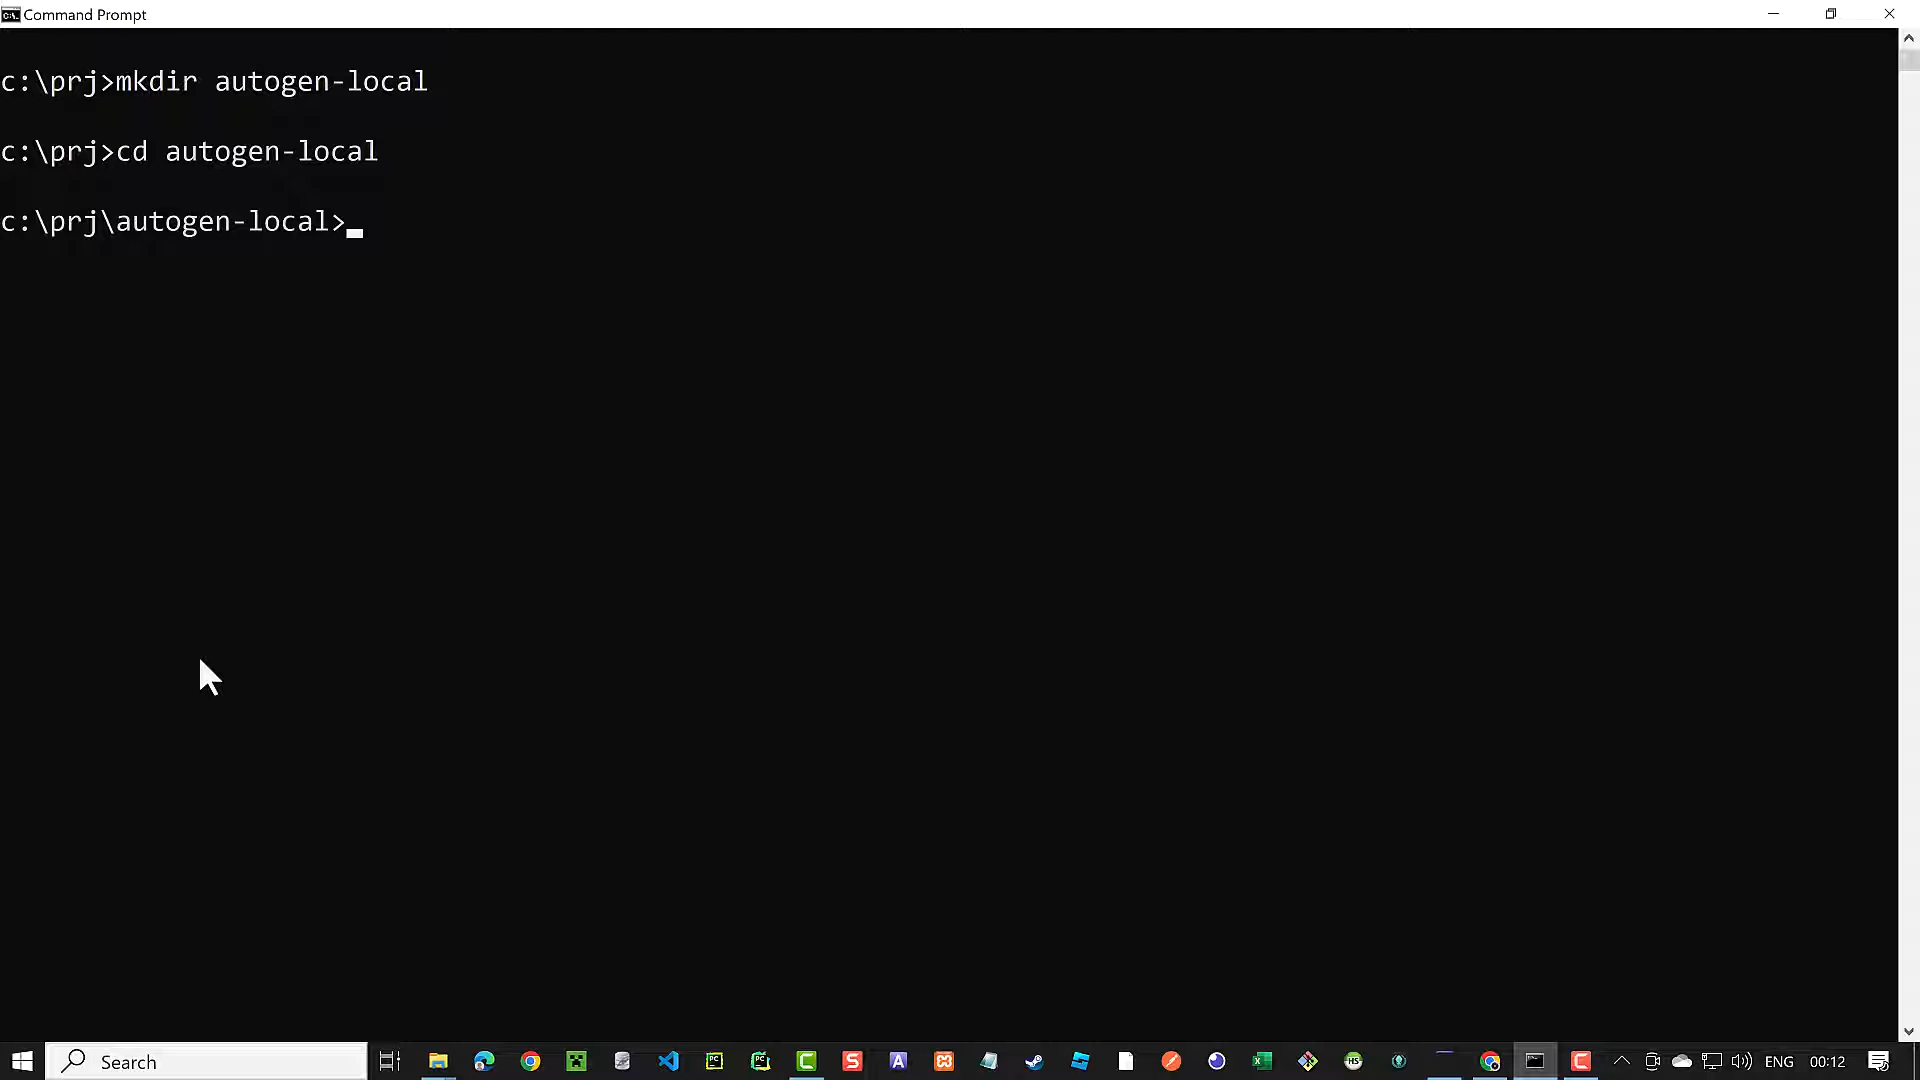 Command Prompt
c:\prj>mkdir autogen-local
c:\prj>cd autogen-local
c:\prj\autogen-local>
Search
ENG
00:12